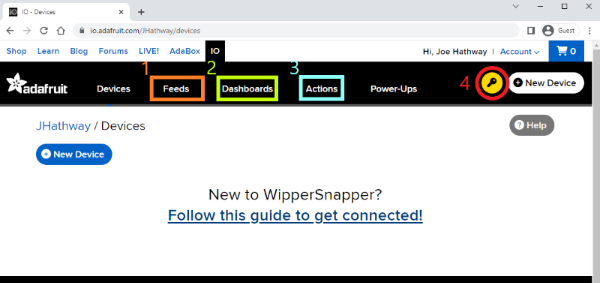 IO - Devices
io.adafruit.com/JHathway/devices
Guest
Shop Learn Blog Forums LIVE! AdaBox IO Hi, Joe Hathway | Account 0
1 2 3 4
adafruit Devices Feeds Dashboards Actions Power-Ups New Device
JHathway / Devices Help
New Device
New to WipperSnapper?
Follow this guide to get connected!